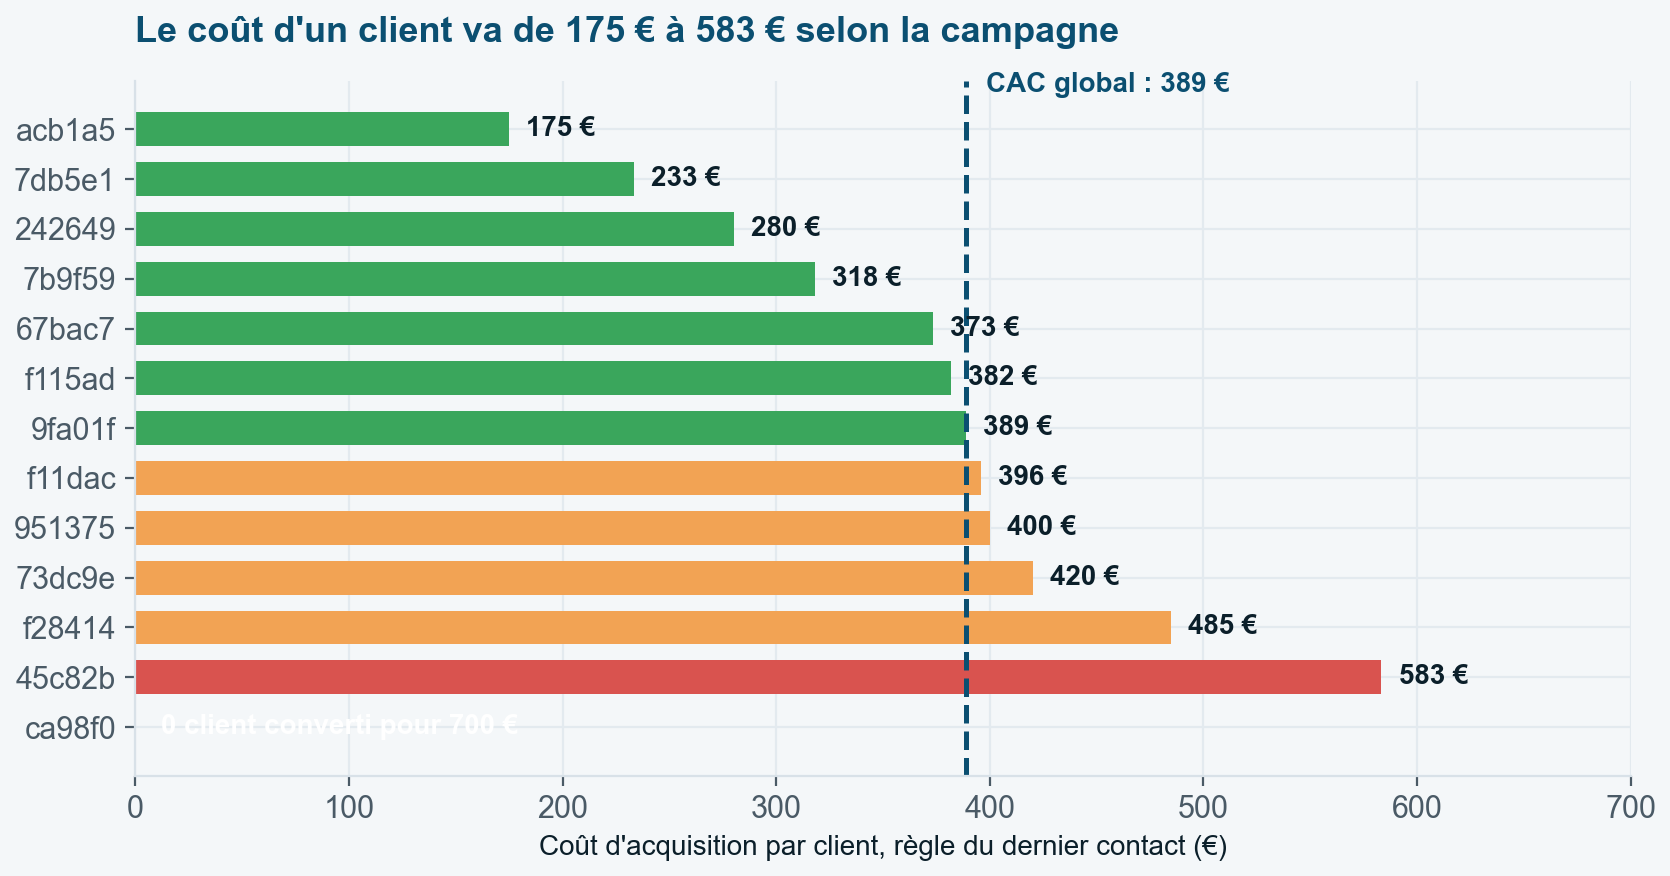 Le coût d'un client va de 175 € à 583 € selon la campagne
CAC global : 389 €
acb1a5 175 €
7db5e1 233 €
242649 280 €
7b9f59 318 €
67bac7 373 €
f115ad 382 €
9fa01f 389 €
f11dac 396 €
951375 400 €
73dc9e 420 €
f28414 485 €
45c82b 583 €
ca98f0 0 client converti pour 700 €
0 100 200 300 400 500 600 700
Coût d'acquisition par client, règle du dernier contact (€)